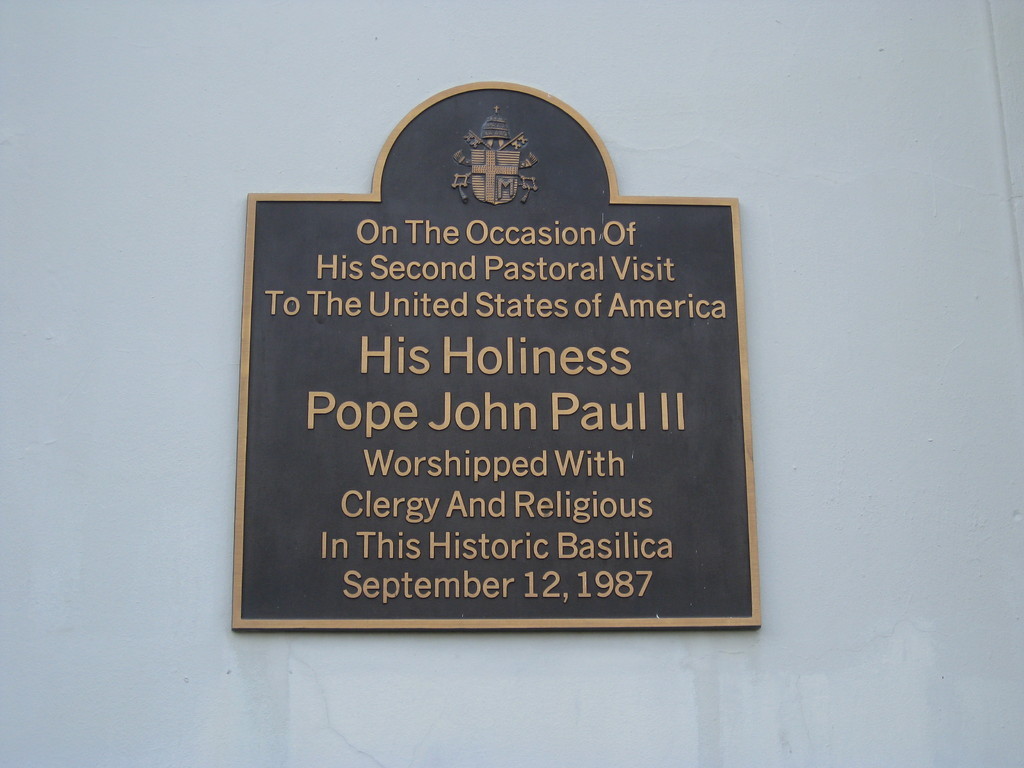 On The Occasion Of
His Second Pastoral Visit
To The United States of America
His Holiness
Pope John Paul II
Worshipped With
Clergy And Religious
In This Historic Basilica
September 12, 1987